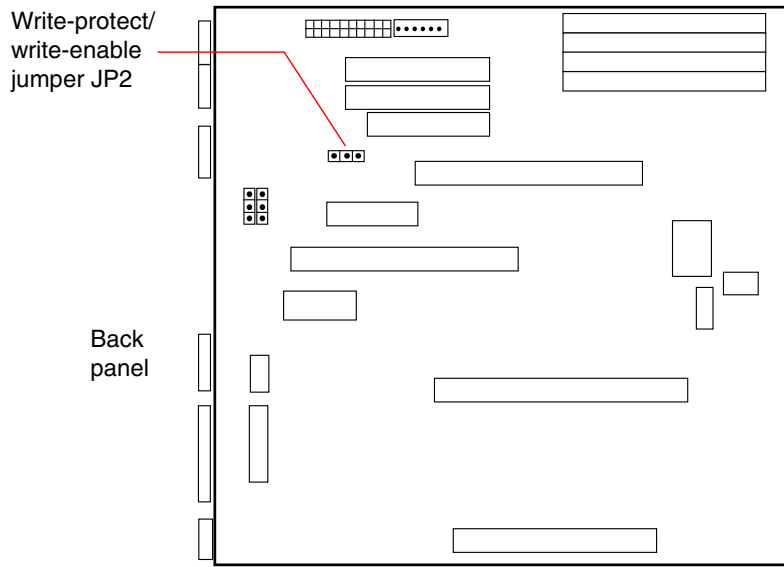 Write-protect/
write-enable
jumper JP2
Back
panel